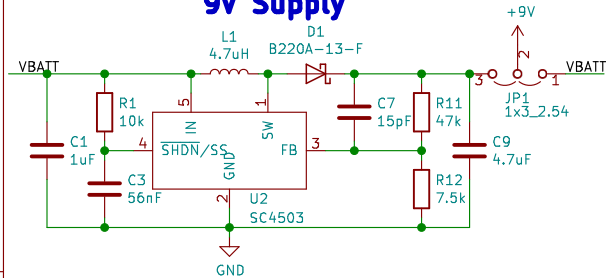 9V Supply
+9V
L1
4.7uH
D1
B220A-13-F
VBATT
VBATT
2
3
1
JP1
1x3_2.54
R1
10k
5
IN
1
SW
C7
15pF
R11
47k
C1
1uF
4
SHDN/SS
GND
FB
3
C9
4.7uF
C3
56nF
2
U2
SC4503
R12
7.5k
GND